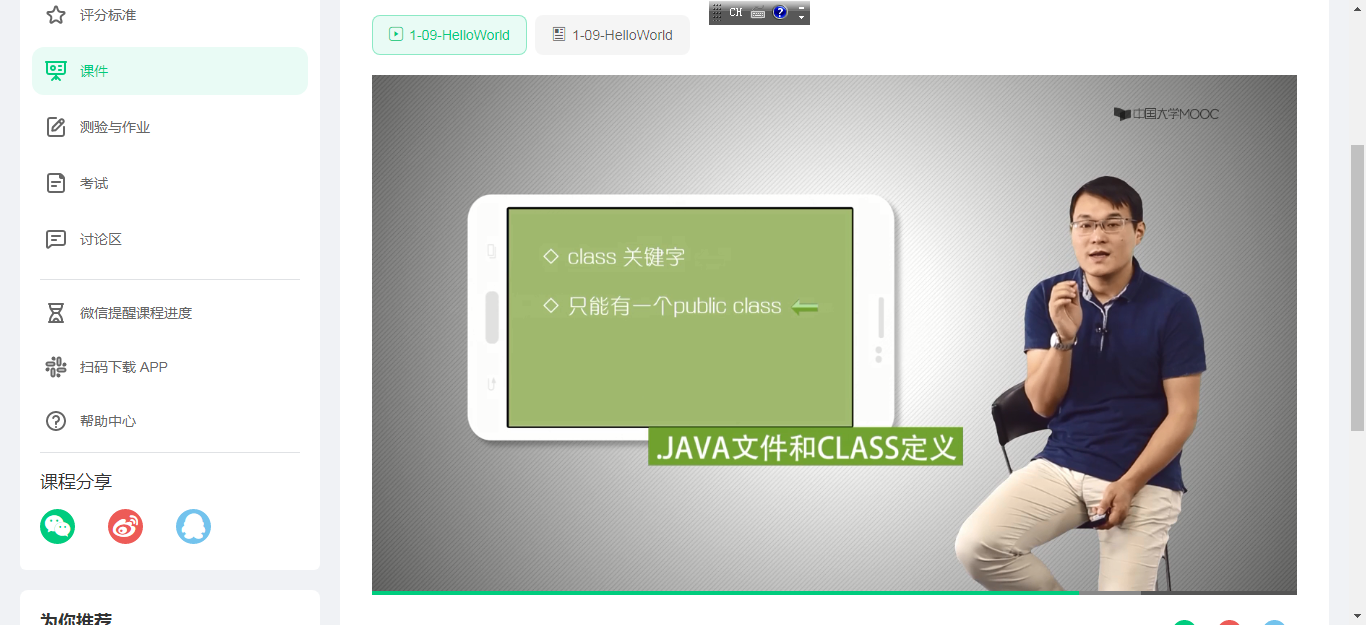 评分标准
课件
测验与作业
考试
讨论区
微信提醒课程进度
扫码下载 APP
帮助中心
课程分享
为你推荐
1-09-HelloWorld
1-09-HelloWorld
CH
中国大学MOOC
◇ class 关键字
◇ 只能有一个public class
.JAVA文件和CLASS定义